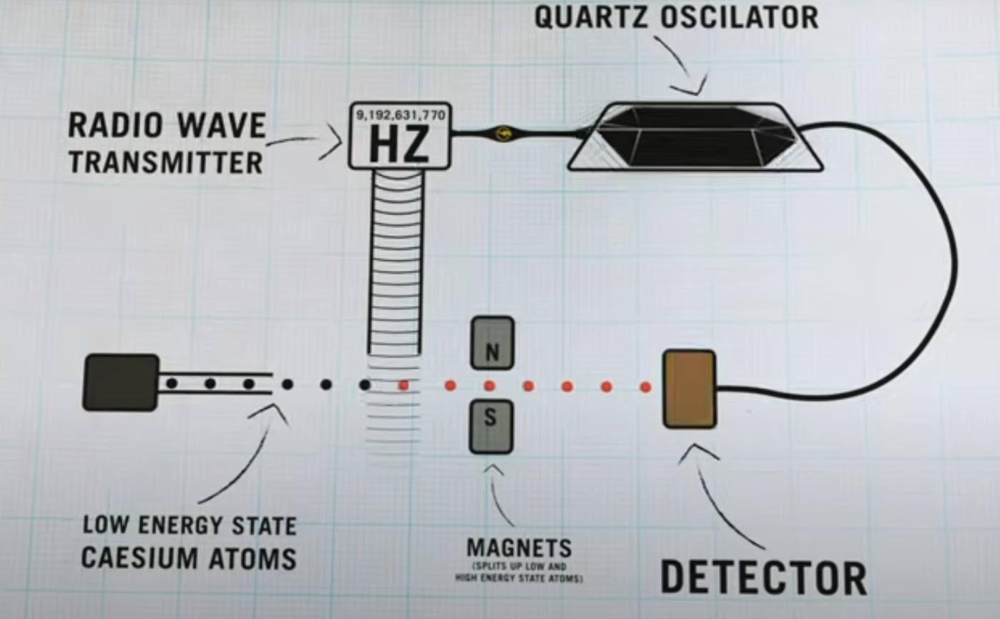 QUARTZ OSCILATOR
RADIO WAVE
TRANSMITTER
9,192,631,770
HZ
N
S
LOW ENERGY STATE
CAESIUM ATOMS
MAGNETS
(SPLITS UP LOW AND
HIGH ENERGY STATE ATOMS)
DETECTOR